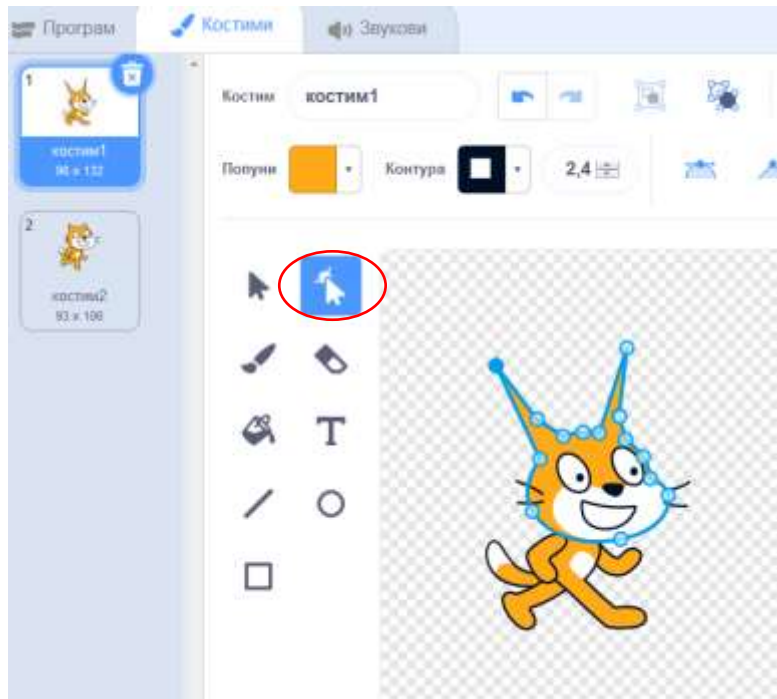 Програм
Костими
Звукови
1
костим1
96 x 132
2
костим2
93 x 106
Костим
костим1
Попуни
Контура
2,4
T